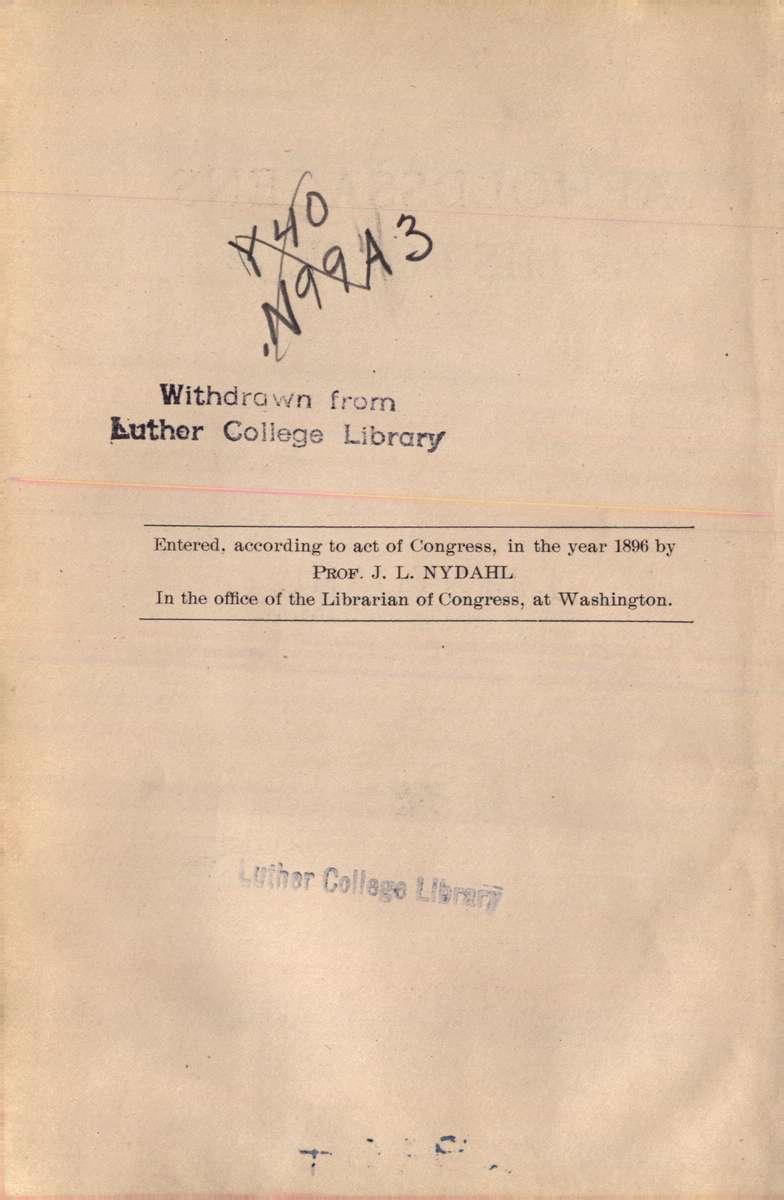 X40
N99A3
Withdrawn from
Luther College Library
Entered, according to act of Congress, in the year 1896 by
PROF. J. L. NYDAHL
In the office of the Librarian of Congress, at Washington.
Luther College Library